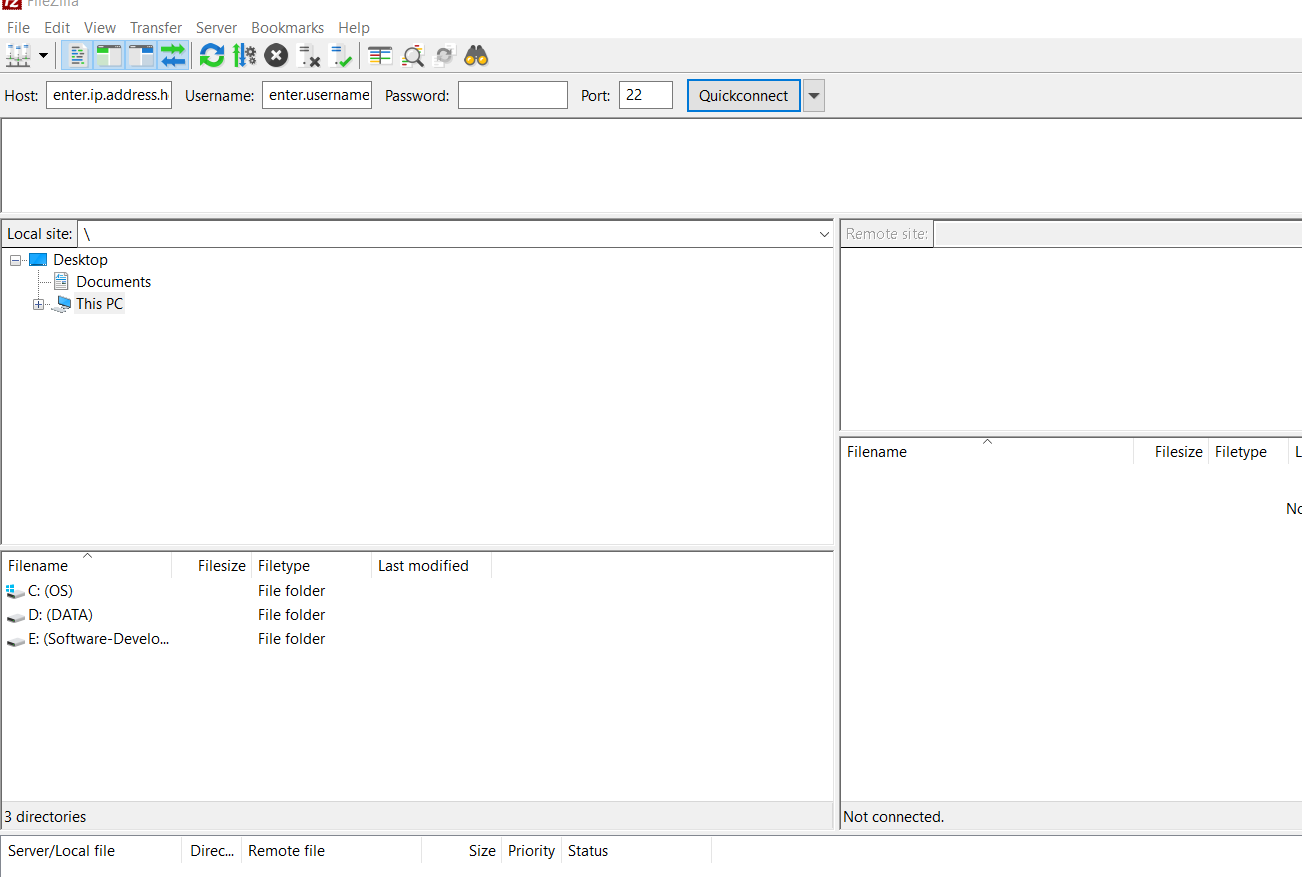 FileZilla
File Edit View Transfer Server Bookmarks Help
Host: enter.ip.address.h Username: enter.username Password: Port: 22 Quickconnect
Local site: \
Remote site:
Desktop
Documents
This PC
Filename Filesize Filetype L
No
Filename Filesize Filetype Last modified
C: (OS) File folder
D: (DATA) File folder
E: (Software-Develo... File folder
3 directories
Not connected.
Server/Local file Direc... Remote file Size Priority Status